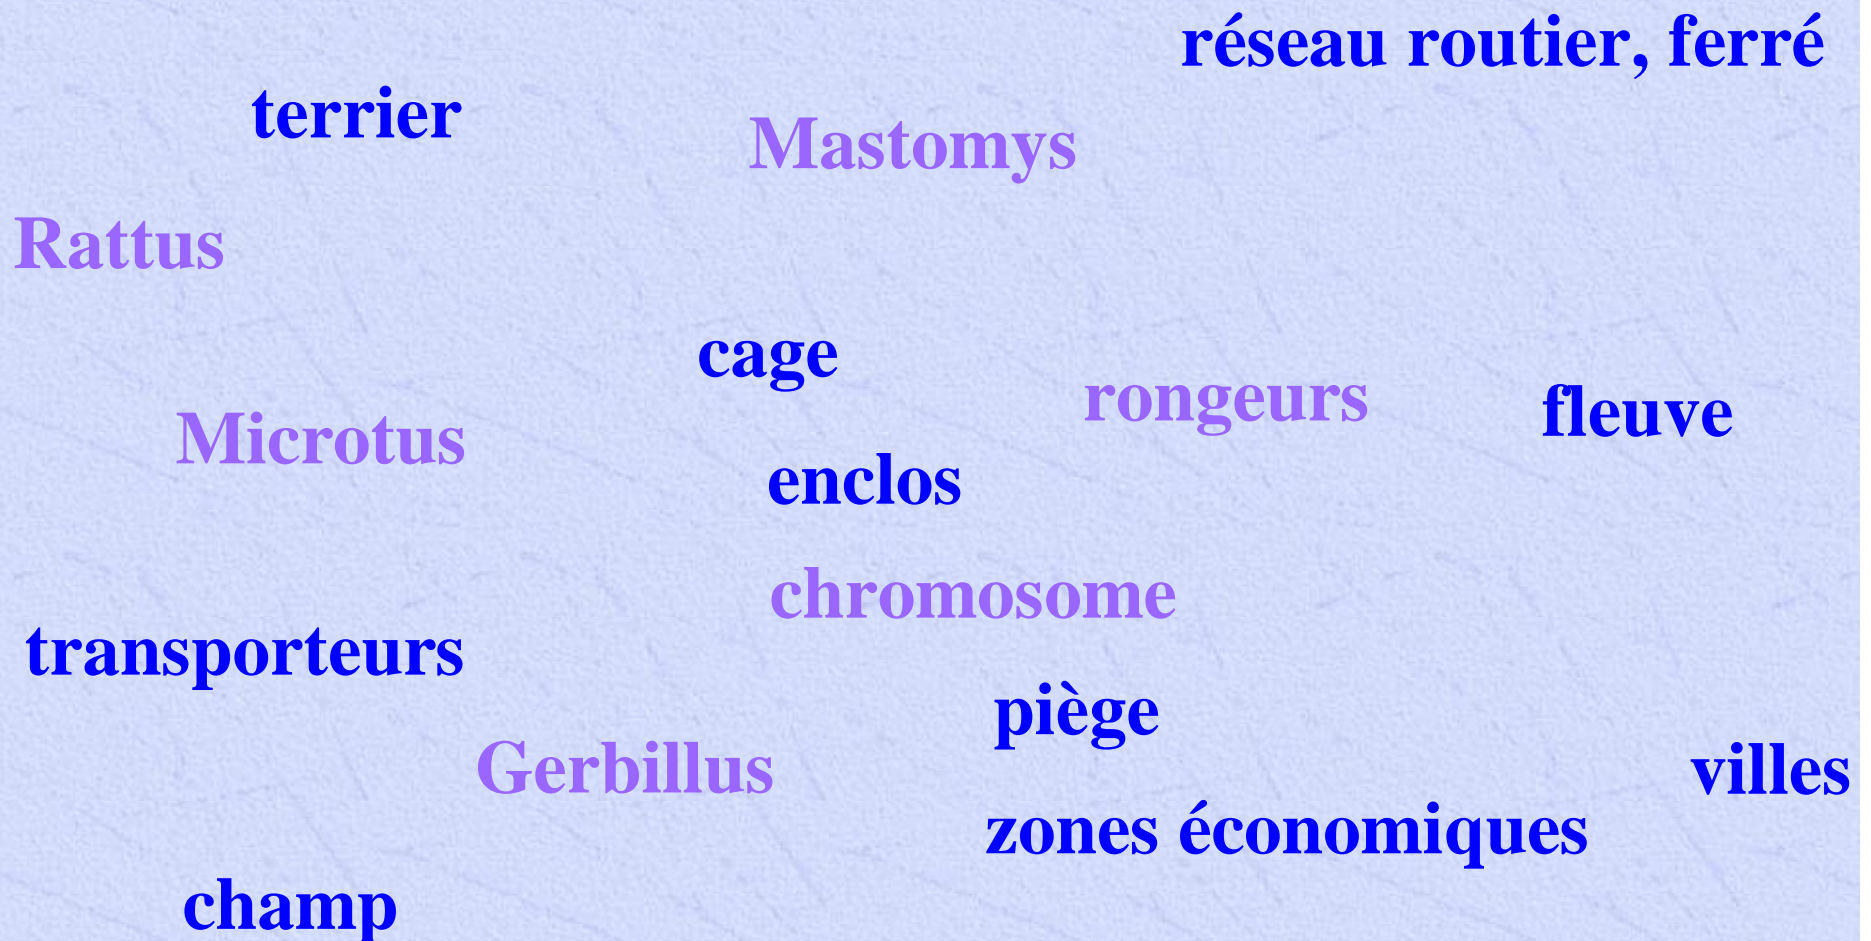 réseau routier, ferré
terrier
Mastomys
Rattus
cage
rongeurs
fleuve
Microtus
enclos
chromosome
transporteurs
piège
Gerbillus
villes
zones économiques
champ